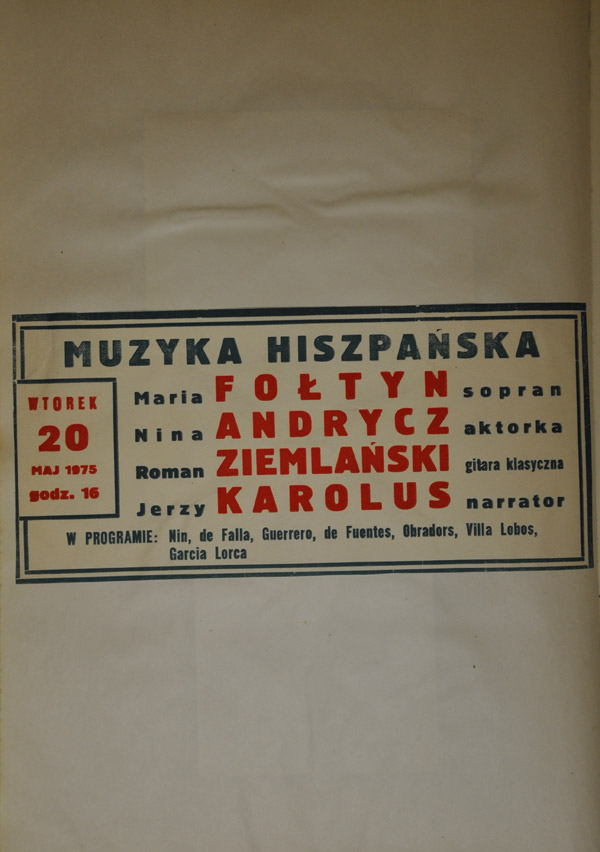 MUZYKA HISZPAŃSKA
WTOREK
20
MAJ 1975
godz. 16
Maria FOŁTYN sopran
Nina ANDRYCZ aktorka
Roman ZIEMLAŃSKI gitara klasyczna
Jerzy KAROLUS narrator
W PROGRAMIE: Nin, de Falla, Guerrero, de Fuentes, Obradors, Villa Lobos,
Garcia Lorca